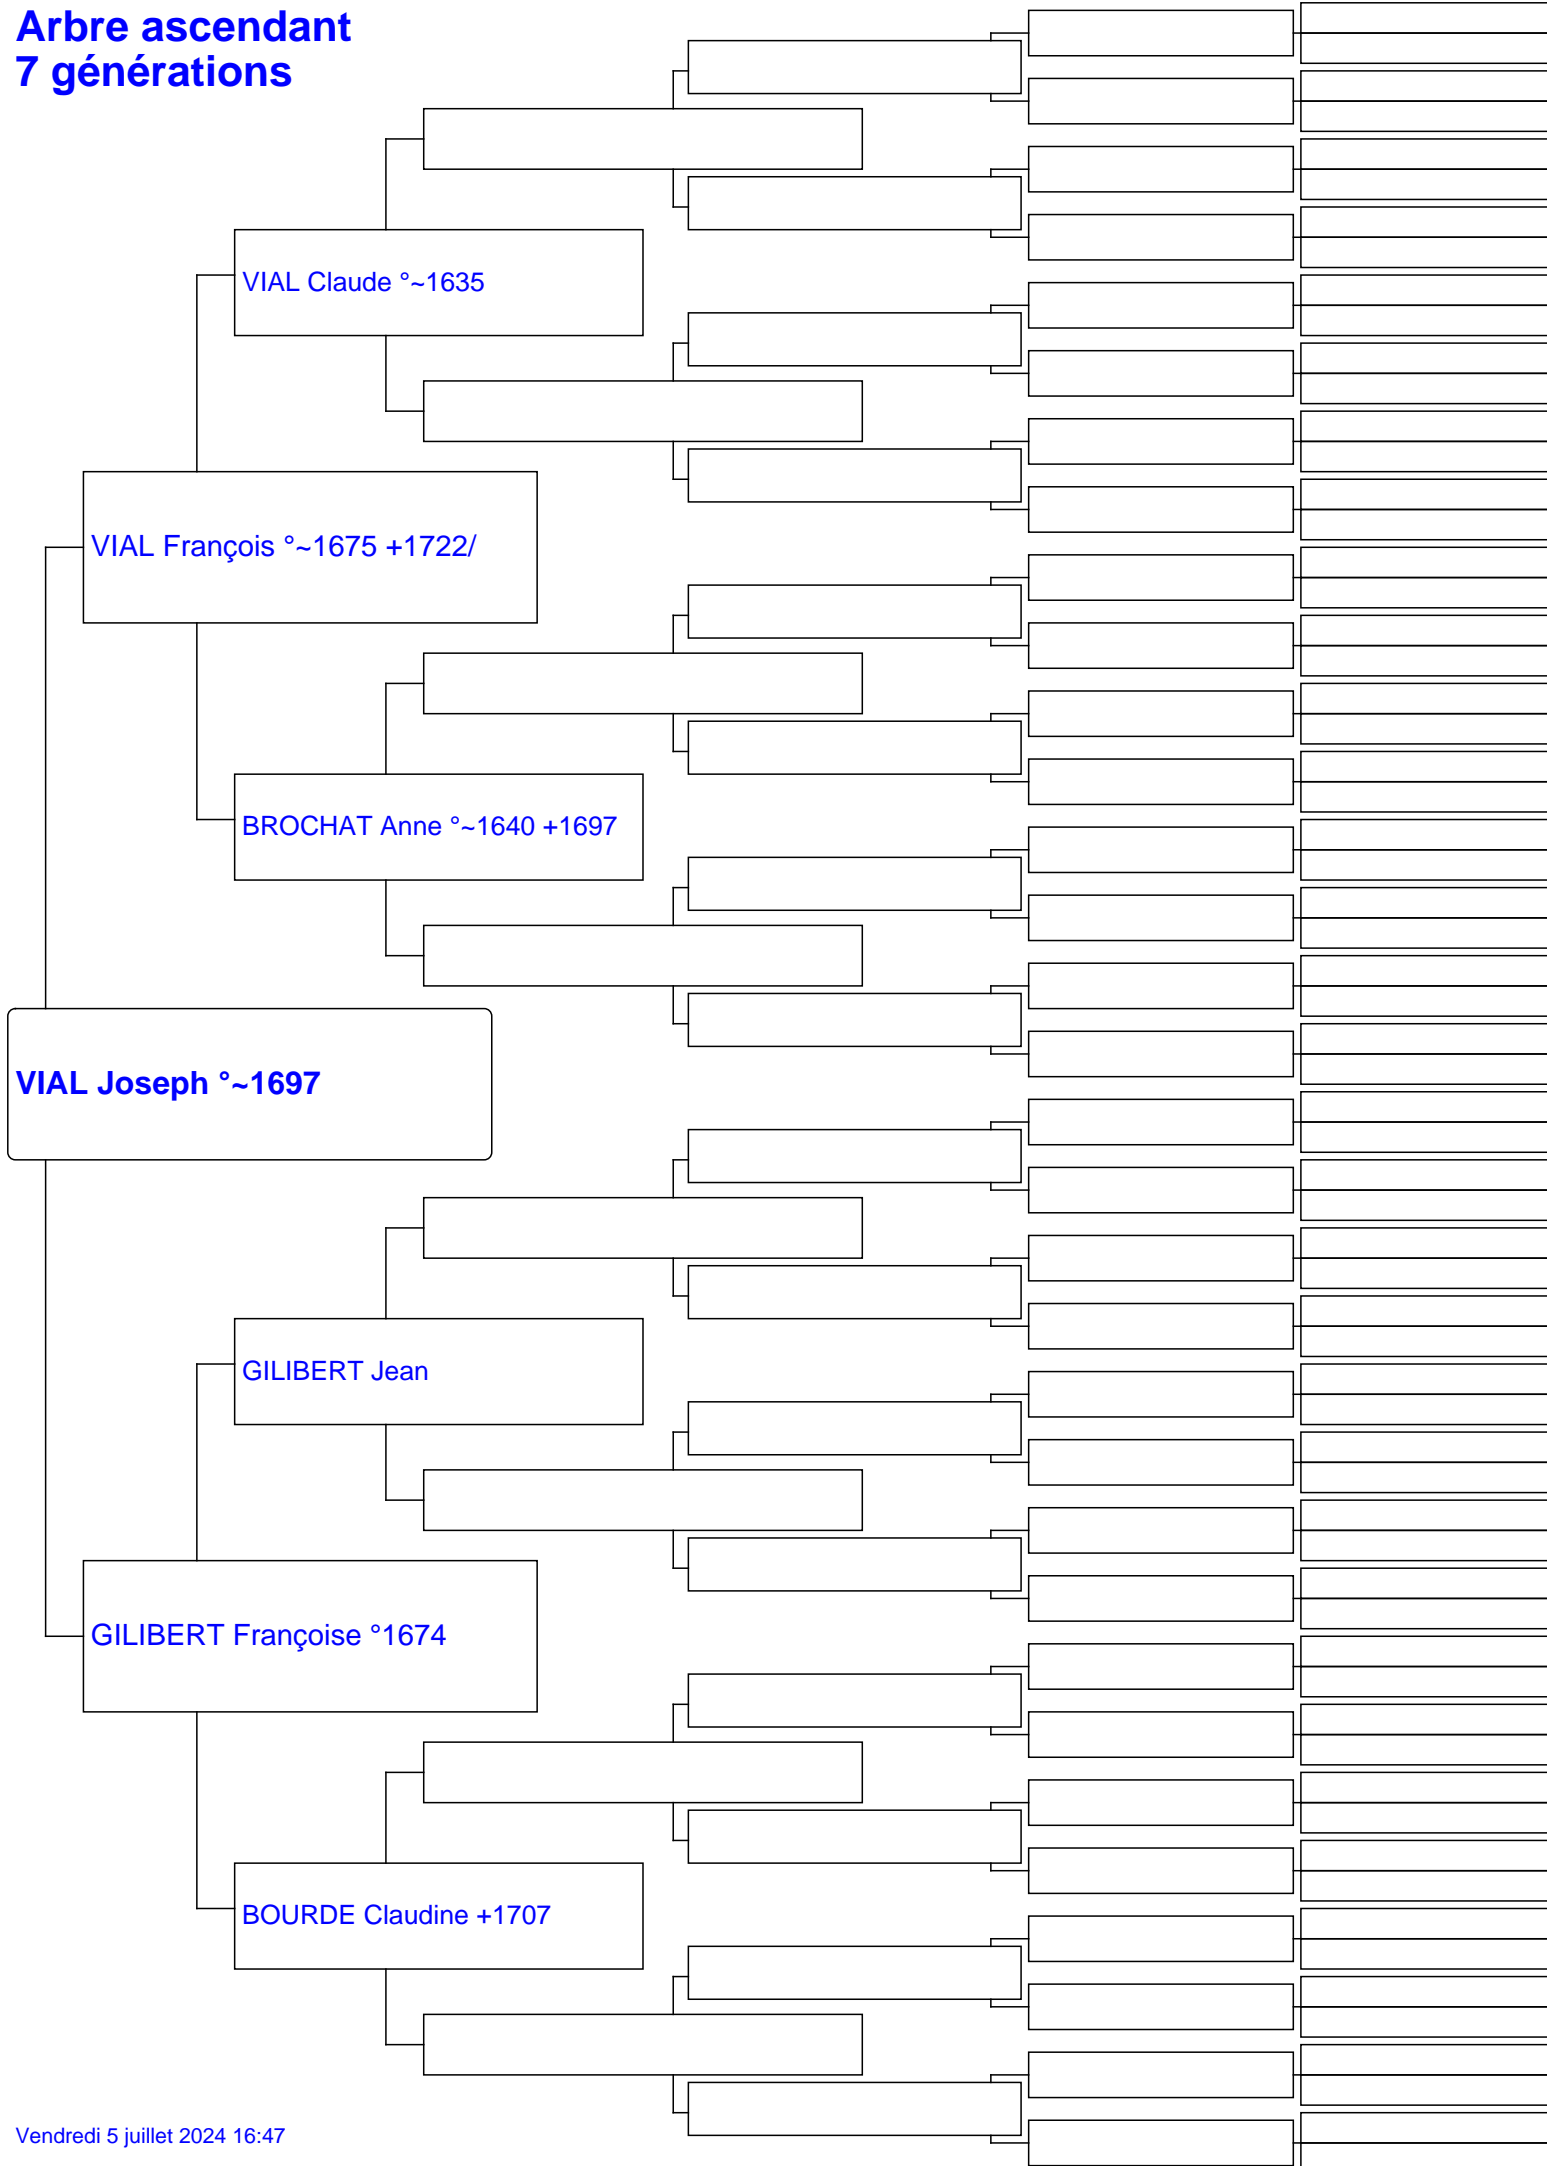 Arbre ascendant
7 générations
VIAL Claude °~1635
VIAL François °~1675 +1722/
BROCHAT Anne °~1640 +1697
VIAL Joseph °~1697
GILIBERT Jean
GILIBERT Françoise °1674
BOURDE Claudine +1707
Vendredi 5 juillet 2024 16:47